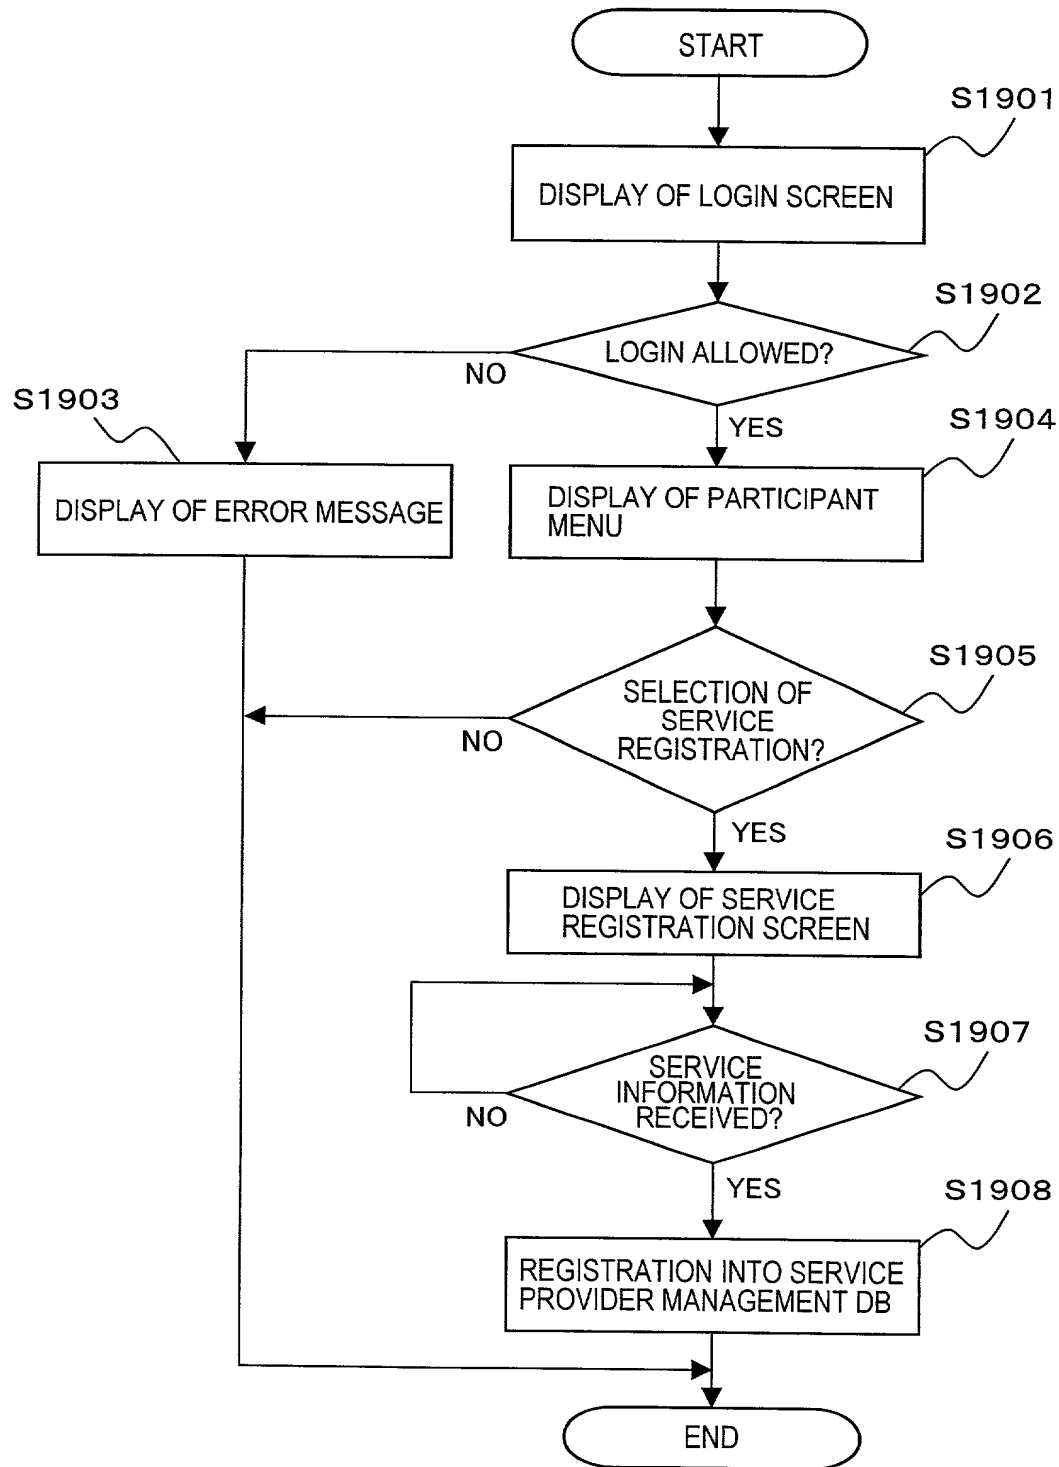 START
S1901
DISPLAY OF LOGIN SCREEN
S1902
LOGIN ALLOWED?
NO
YES
S1903
DISPLAY OF ERROR MESSAGE
S1904
DISPLAY OF PARTICIPANT
MENU
S1905
SELECTION OF
SERVICE
REGISTRATION?
NO
YES
S1906
DISPLAY OF SERVICE
REGISTRATION SCREEN
S1907
SERVICE
INFORMATION
RECEIVED?
NO
YES
S1908
REGISTRATION INTO SERVICE
PROVIDER MANAGEMENT DB
END